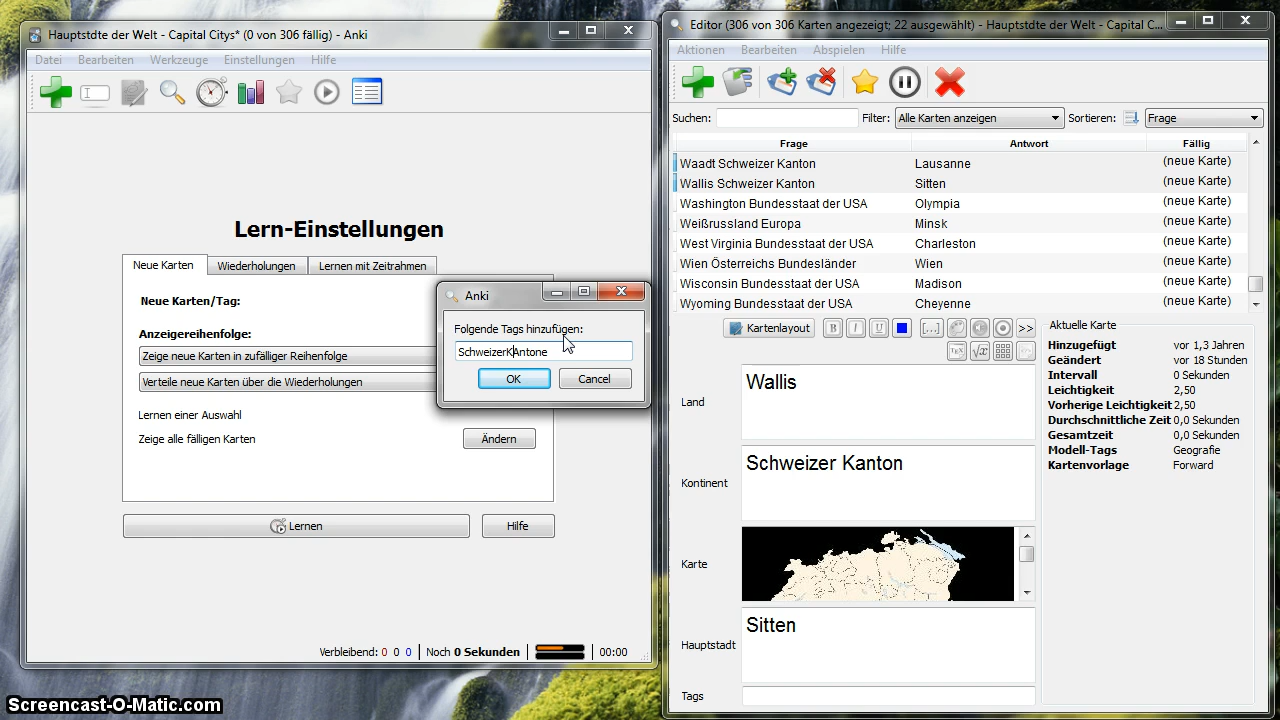 Hauptstdte der Welt - Capital Citys* (0 von 306 fällig) - Anki
Datei Bearbeiten Werkzeuge Einstellungen Hilfe
Lern-Einstellungen
Neue Karten Wiederholungen Lernen mit Zeitrahmen
Neue Karten/Tag:
Anzeigereihenfolge:
Zeige neue Karten in zufälliger Reihenfolge
Verteile neue Karten über die Wiederholungen
Lernen einer Auswahl
Zeige alle fälligen Karten
Ändern
Lernen
Hilfe
Verbleibend: 0 0 0 Noch 0 Sekunden 00:00
Anki
Folgende Tags hinzufügen:
SchweizerKAntone
OK Cancel
Editor (306 von 306 Karten angezeigt; 22 ausgewählt) - Hauptstdte der Welt - Capital C...
Aktionen Bearbeiten Abspielen Hilfe
Suchen: Filter: Alle Karten anzeigen Sortieren: Frage
Frage Antwort Fällig
Waadt Schweizer Kanton Lausanne (neue Karte)
Wallis Schweizer Kanton Sitten (neue Karte)
Washington Bundesstaat der USA Olympia (neue Karte)
Weißrussland Europa Minsk (neue Karte)
West Virginia Bundesstaat der USA Charleston (neue Karte)
Wien Österreichs Bundesländer Wien (neue Karte)
Wisconsin Bundesstaat der USA Madison (neue Karte)
Wyoming Bundesstaat der USA Cheyenne (neue Karte)
Kartenlayout B I U [...] >>
TEX √x
Land Wallis
Kontinent Schweizer Kanton
Karte
Hauptstadt Sitten
Tags
Aktuelle Karte
Hinzugefügt vor 1,3 Jahren
Geändert vor 18 Stunden
Intervall 0 Sekunden
Leichtigkeit 2,50
Vorherige Leichtigkeit 2,50
Durchschnittliche Zeit 0,0 Sekunden
Gesamtzeit 0,0 Sekunden
Modell-Tags Geografie
Kartenvorlage Forward
Screencast-O-Matic.com